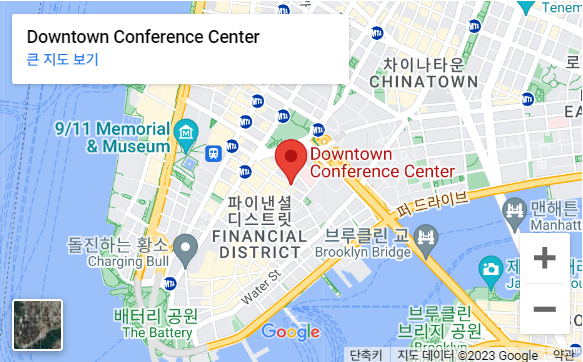 Downtown Conference Center
큰 지도 보기
Tenem
차이나타운
CHINATOWN
로
EA
9/11 Memorial
& Museum
Downtown
Conference Center
파이낸셜
디스트릿
FINANCIAL
DISTRICT
퍼 드라이브
맨해튼
Manhatt
돌진하는 황소
Charging Bull
브루클린 교
Brooklyn Bridge
Water St
배터리 공원
The Battery
Google
브루클린
브리지 공원
Brooklyn
단축키
지도 데이터 ©2023 Google
약관